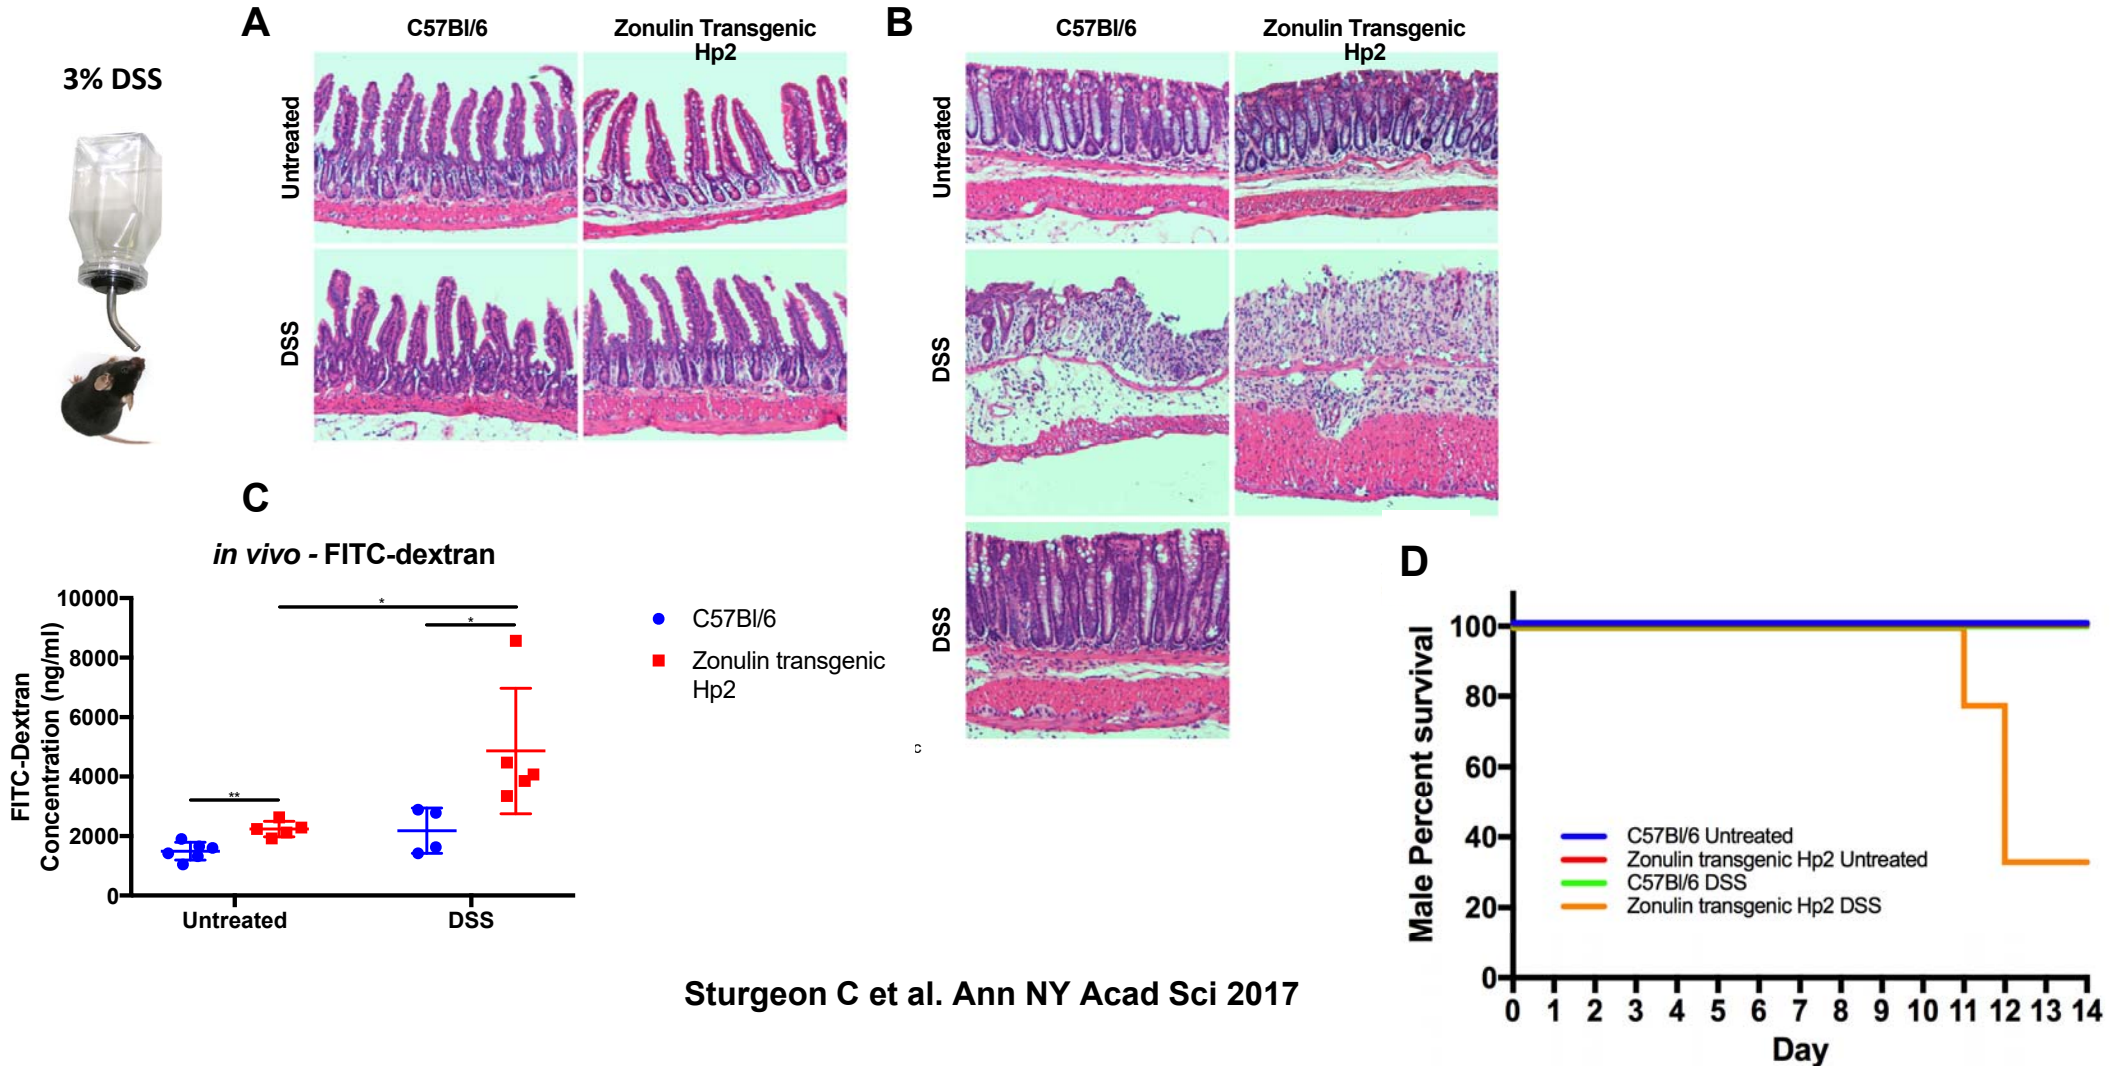 3% DSS
A
C57Bl/6
Zonulin Transgenic
Hp2
Untreated
DSS
B
C57Bl/6
Zonulin Transgenic
Hp2
Untreated
DSS
DSS
C
in vivo - FITC-dextran
FITC-Dextran
Concentration (ng/ml)
10000
8000
6000
4000
2000
0
*
*
**
Untreated
DSS
C57Bl/6
Zonulin transgenic
Hp2
c
D
Male Percent survival
100
80
60
40
20
0
C57Bl/6 Untreated
Zonulin transgenic Hp2 Untreated
C57Bl/6 DSS
Zonulin transgenic Hp2 DSS
0 1 2 3 4 5 6 7 8 9 10 11 12 13 14
Day
Sturgeon C et al. Ann NY Acad Sci 2017